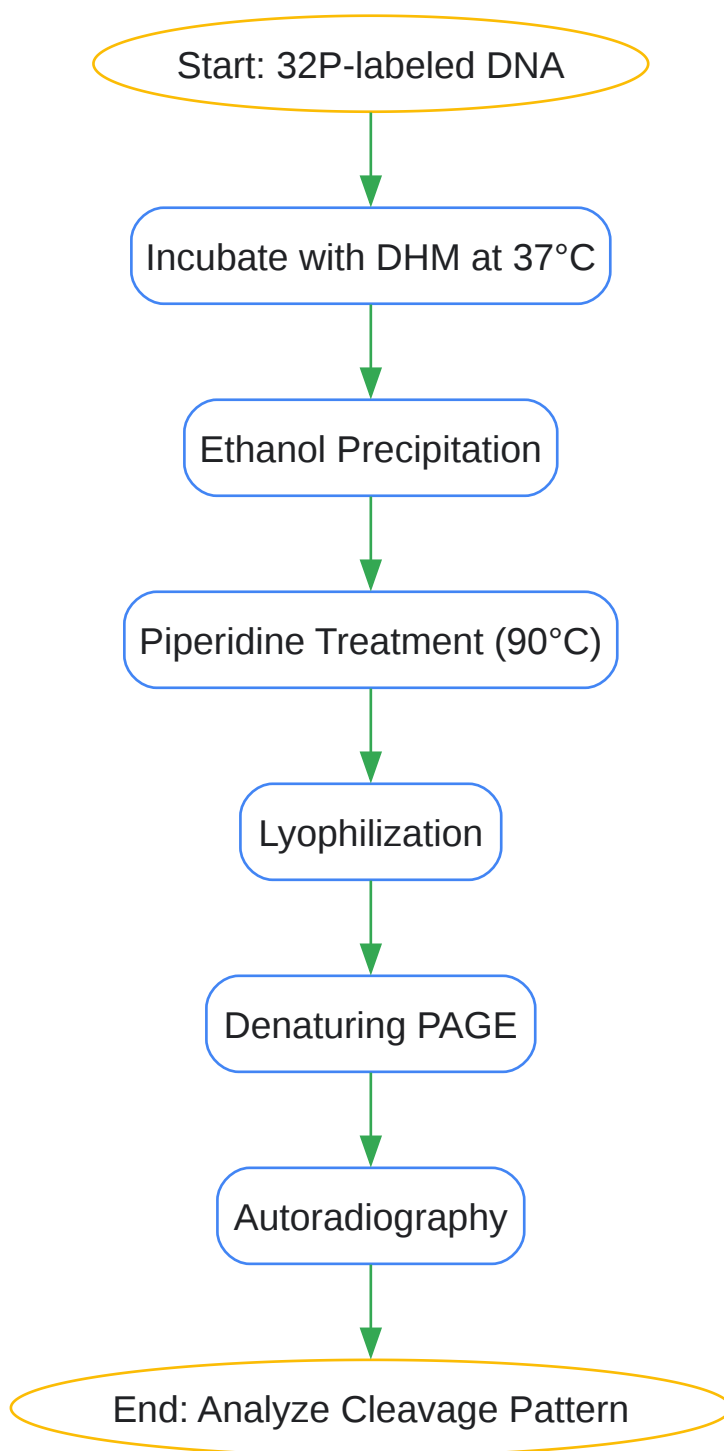 Start: 32P-labeled DNA
Incubate with DHM at 37°C
Ethanol Precipitation
Piperidine Treatment (90°C)
Lyophilization
Denaturing PAGE
Autoradiography
End: Analyze Cleavage Pattern